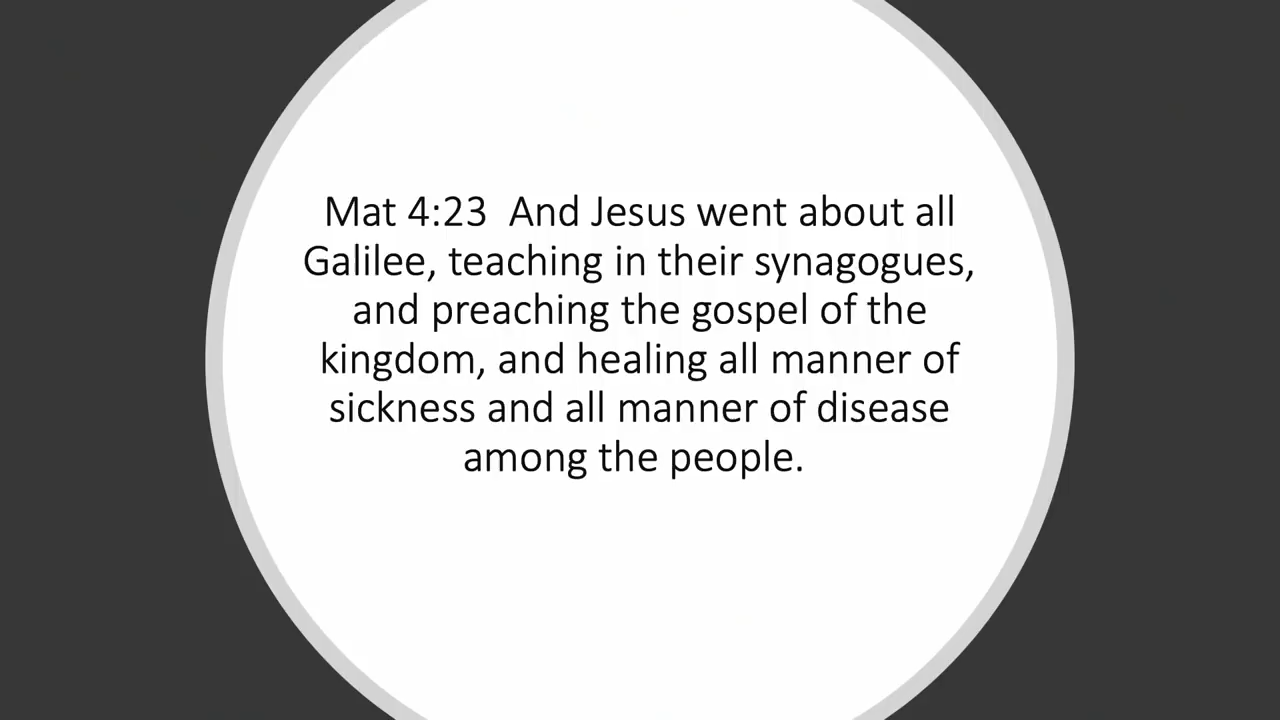 Mat 4:23  And Jesus went about all
Galilee, teaching in their synagogues,
and preaching the gospel of the
kingdom, and healing all manner of
sickness and all manner of disease
among the people.